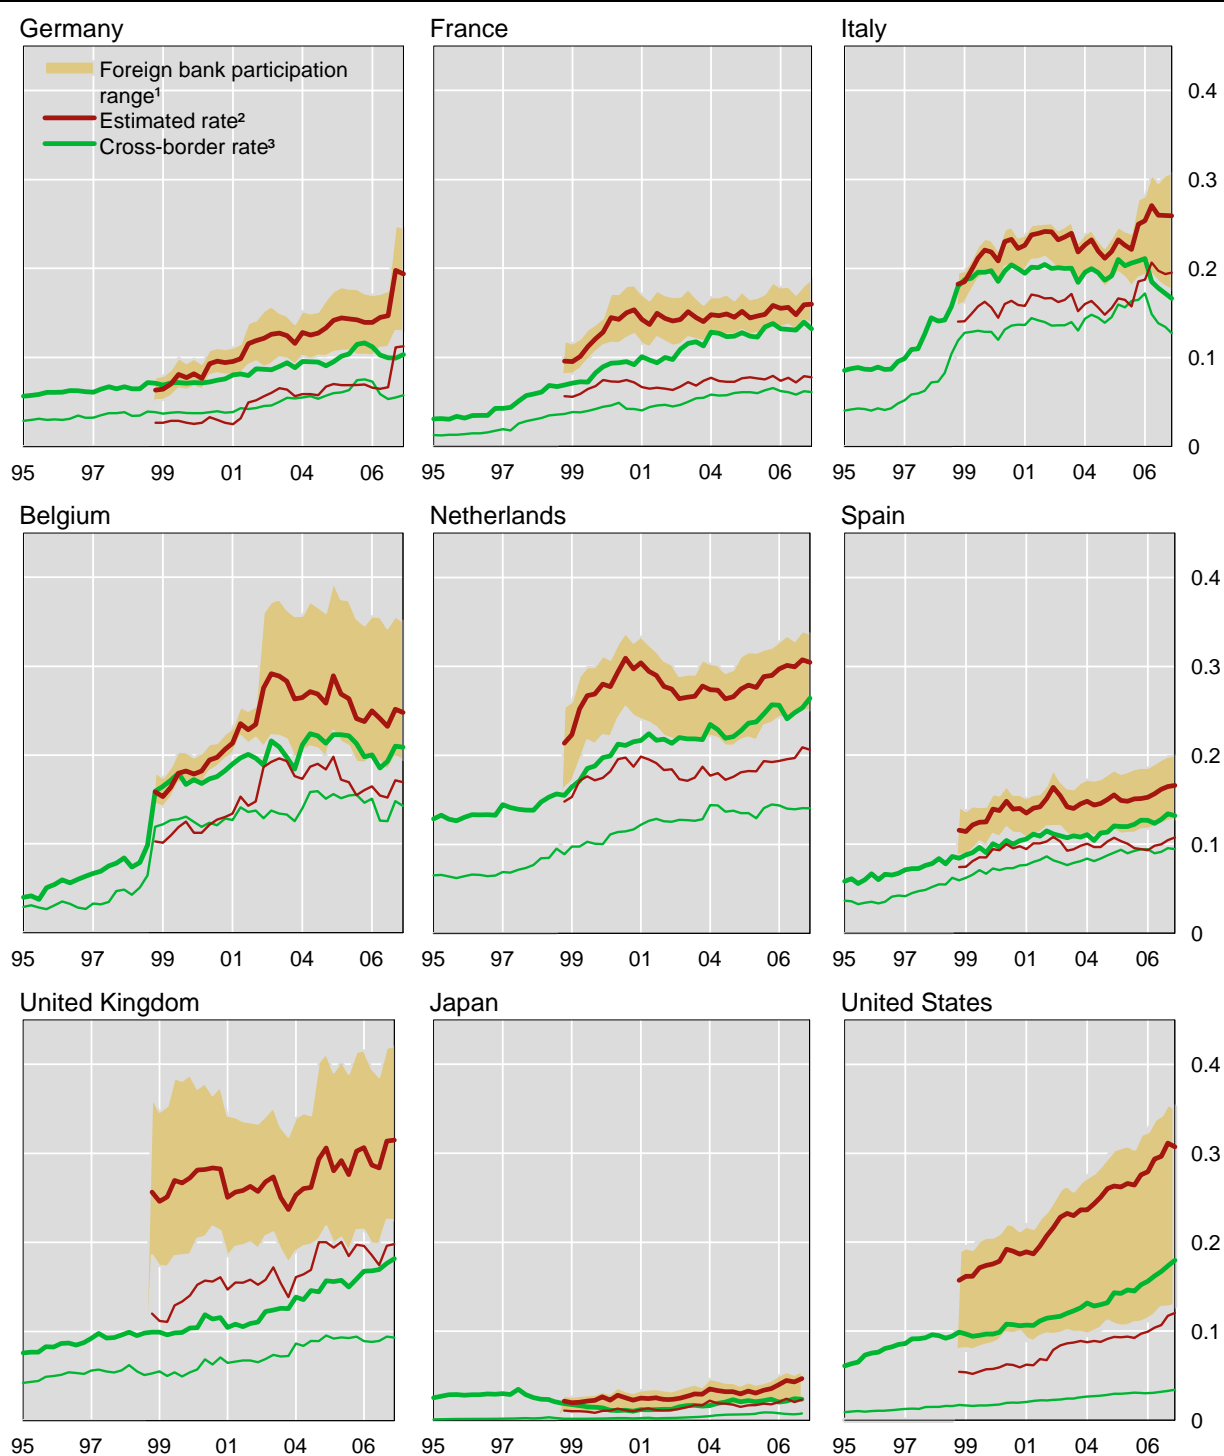 Germany France Italy
Foreign bank participation
range¹
Estimated rate²
Cross-border rate³
0.4
0.3
0.2
0.1
0
95 97 99 01 04 06 95 97 99 01 04 06 95 97 99 01 04 06
Belgium Netherlands Spain
0.4
0.3
0.2
0.1
0
95 97 99 01 04 06 95 97 99 01 04 06 95 97 99 01 04 06
United Kingdom Japan United States
0.4
0.3
0.2
0.1
0
95 97 99 01 04 06 95 97 99 01 04 06 95 97 99 01 04 06